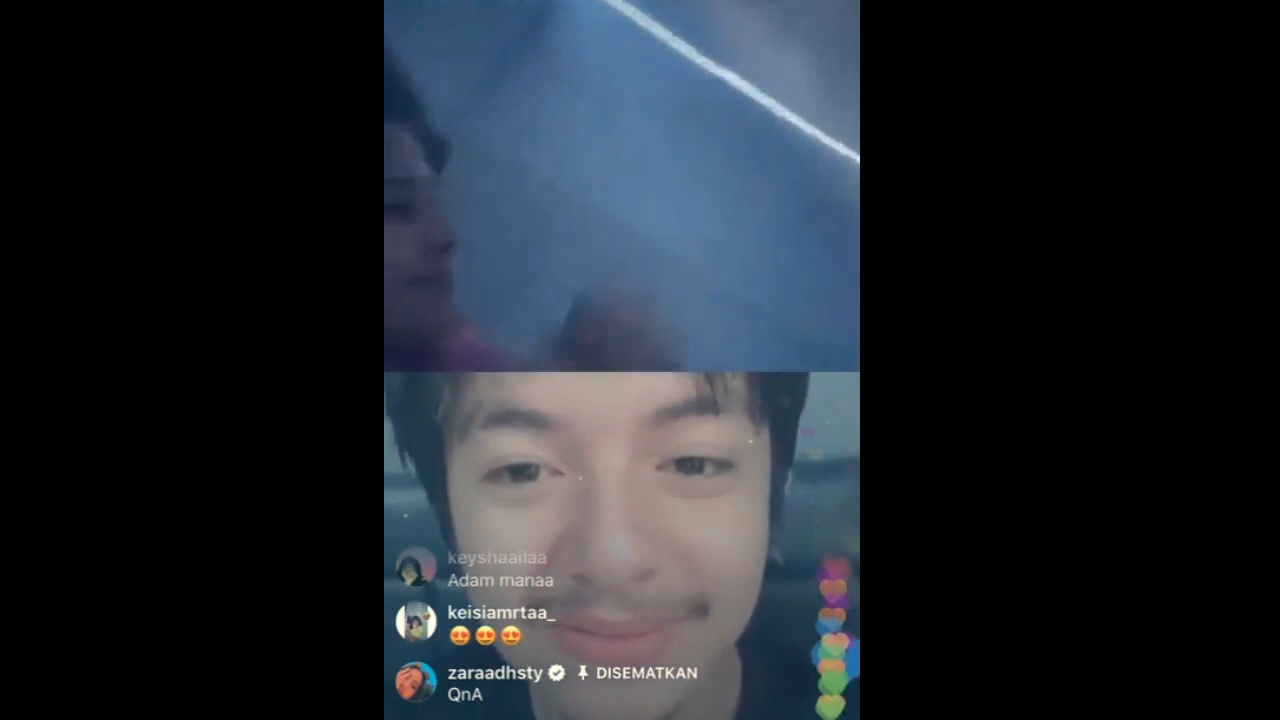 keyshaailaa
Adam manaa
keisiamrtaa_
😍😍😍
zaraadhsty DISEMATKAN
QnA